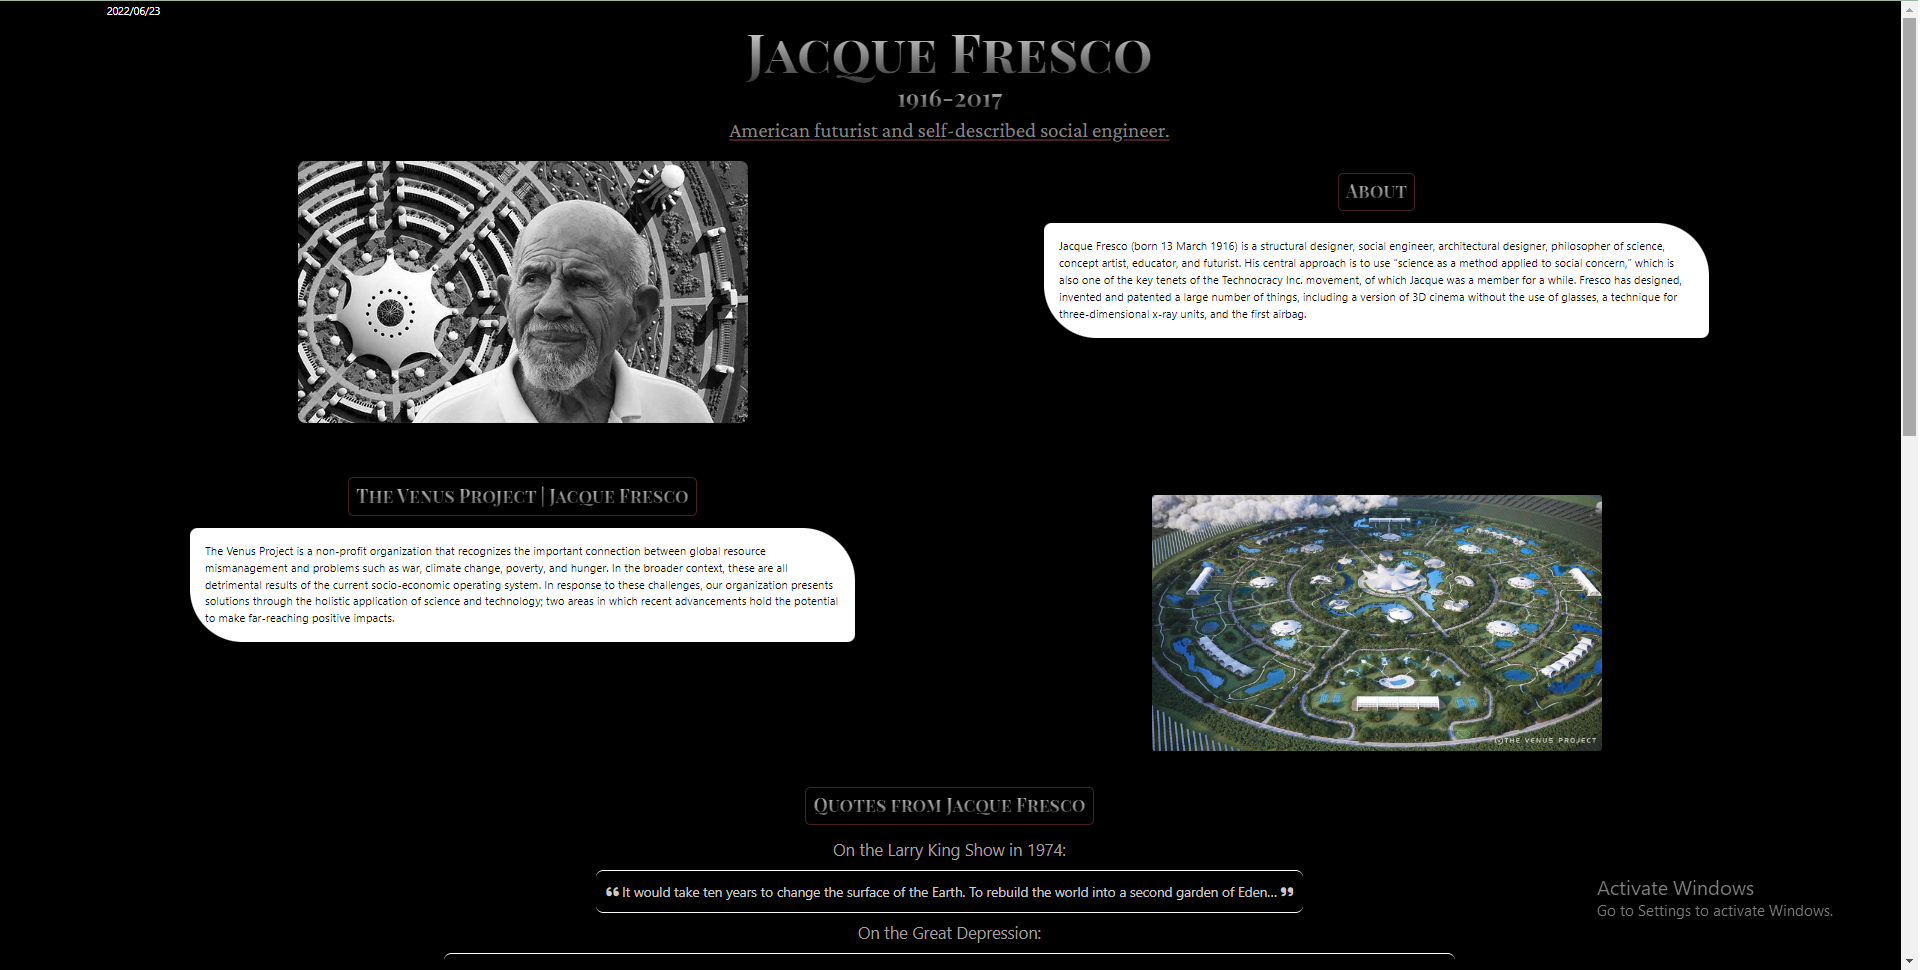 2022/06/23
Jacque Fresco
1916-2017
American futurist and self-described social engineer.
About
Jacque Fresco (born 13 March 1916) is a structural designer, social engineer, architectural designer, philosopher of science,
concept artist, educator, and futurist. His central approach is to use "science as a method applied to social concern," which is
also one of the key tenets of the Technocracy Inc. movement, of which Jacque was a member for a while. Fresco has designed,
invented and patented a large number of things, including a version of 3D cinema without the use of glasses, a technique for
three-dimensional x-ray units, and the first airbag.
The Venus Project | Jacque Fresco
The Venus Project is a non-profit organization that recognizes the important connection between global resource
mismanagement and problems such as war, climate change, poverty, and hunger. In the broader context, these are all
detrimental results of the current socio-economic operating system. In response to these challenges, our organization presents
solutions through the holistic application of science and technology; two areas in which recent advancements hold the potential
to make far-reaching positive impacts.
(C)THE VENUS PROJECT
Quotes from Jacque Fresco
On the Larry King Show in 1974:
❝ It would take ten years to change the surface of the Earth. To rebuild the world into a second garden of Eden... ❞
On the Great Depression:
Activate Windows
Go to Settings to activate Windows.